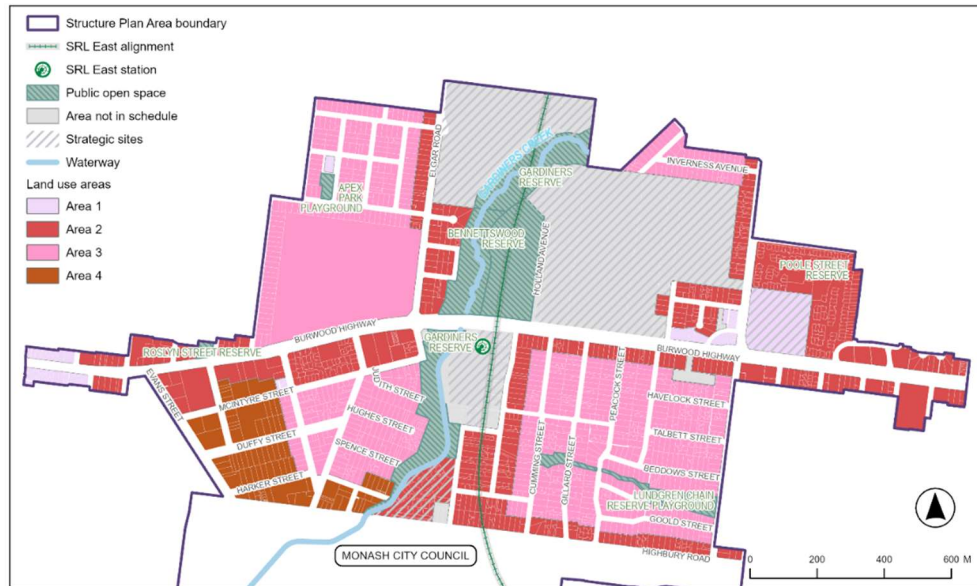 Structure Plan Area boundary
SRL East alignment
SRL East station
Public open space
Area not in schedule
Strategic sites
Waterway
Land use areas
Area 1
Area 2
Area 3
Area 4
ELGAR ROAD
GARDINERS CREEK
GARDINERS
RESERVE
INVERNESS AVENUE
APEX
PARK
PLAYGROUND
BENNETTSWOOD
RESERVE
HOLLAND AVENUE
POOLE STREET
RESERVE
BURWOOD HIGHWAY
GARDINERS
RESERVE
BURWOOD HIGHWAY
ROSLYN STREET RESERVE
EVANS STREET
MCINTYRE STREET
JUDITH STREET
HUGHES STREET
DUFFY STREET
SPENCE STREET
HARKER STREET
CUMMING STREET
GILLARD STREET
PEACOCK STREET
HAVELOCK STREET
TALBETT STREET
BEDDOWS STREET
LUNDGREN CHAIN
RESERVE PLAYGROUND
GOOLD STREET
HIGHBURY ROAD
MONASH CITY COUNCIL
0 200 400 600 M